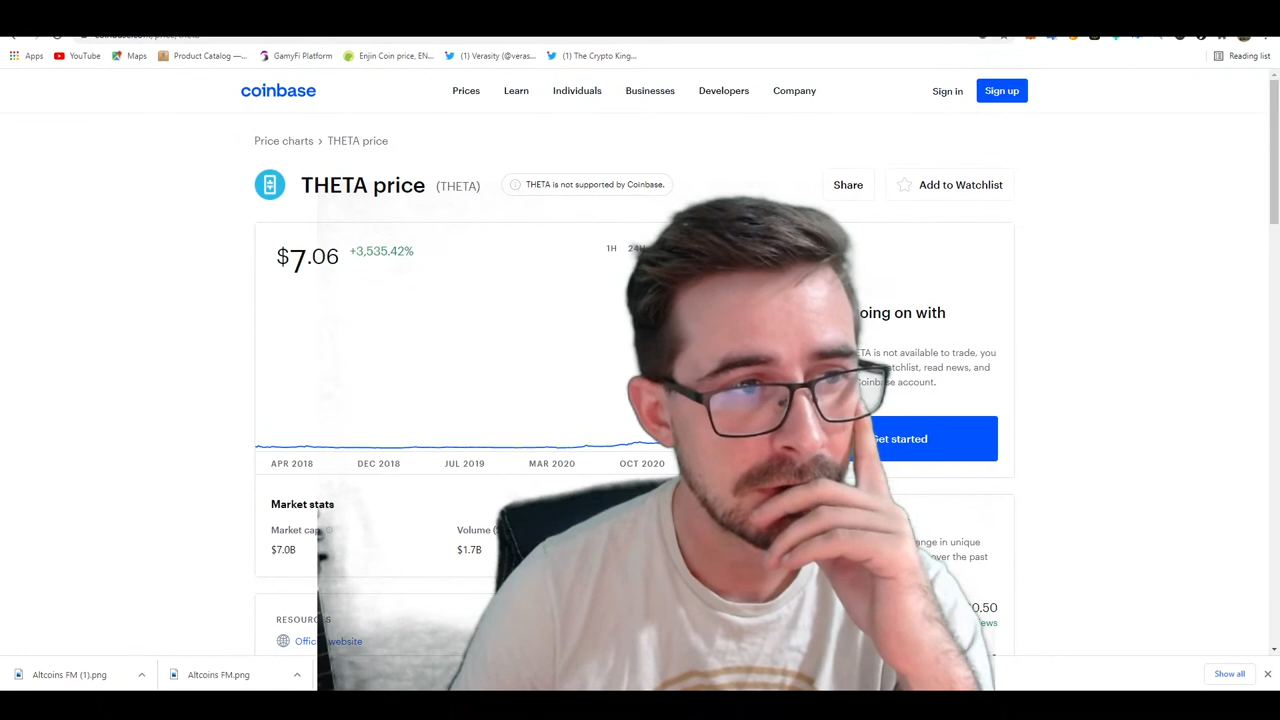 Apps YouTube Maps Product Catalog —... GamyFi Platform Enjin Coin price, EN... (1) Verasity (@veras... (1) The Crypto King... Reading list
coinbase Prices Learn Individuals Businesses Developers Company Sign in Sign up
Price charts › THETA price
THETA price (THETA) THETA is not supported by Coinbase. Share Add to Watchlist
$7.06 +3,535.42% 1H
oing on with
is not available to trade, you
watchlist, read news, and
account.
Get started
APR 2018 DEC 2018 JUL 2019 MAR 2020 OCT 2020
Market stats
Market cap Volume
$7.0B $1.7B
ange in unique
over the past
0.50
RESOURCES
Official website
Altcoins FM (1).png Altcoins FM.png Show all